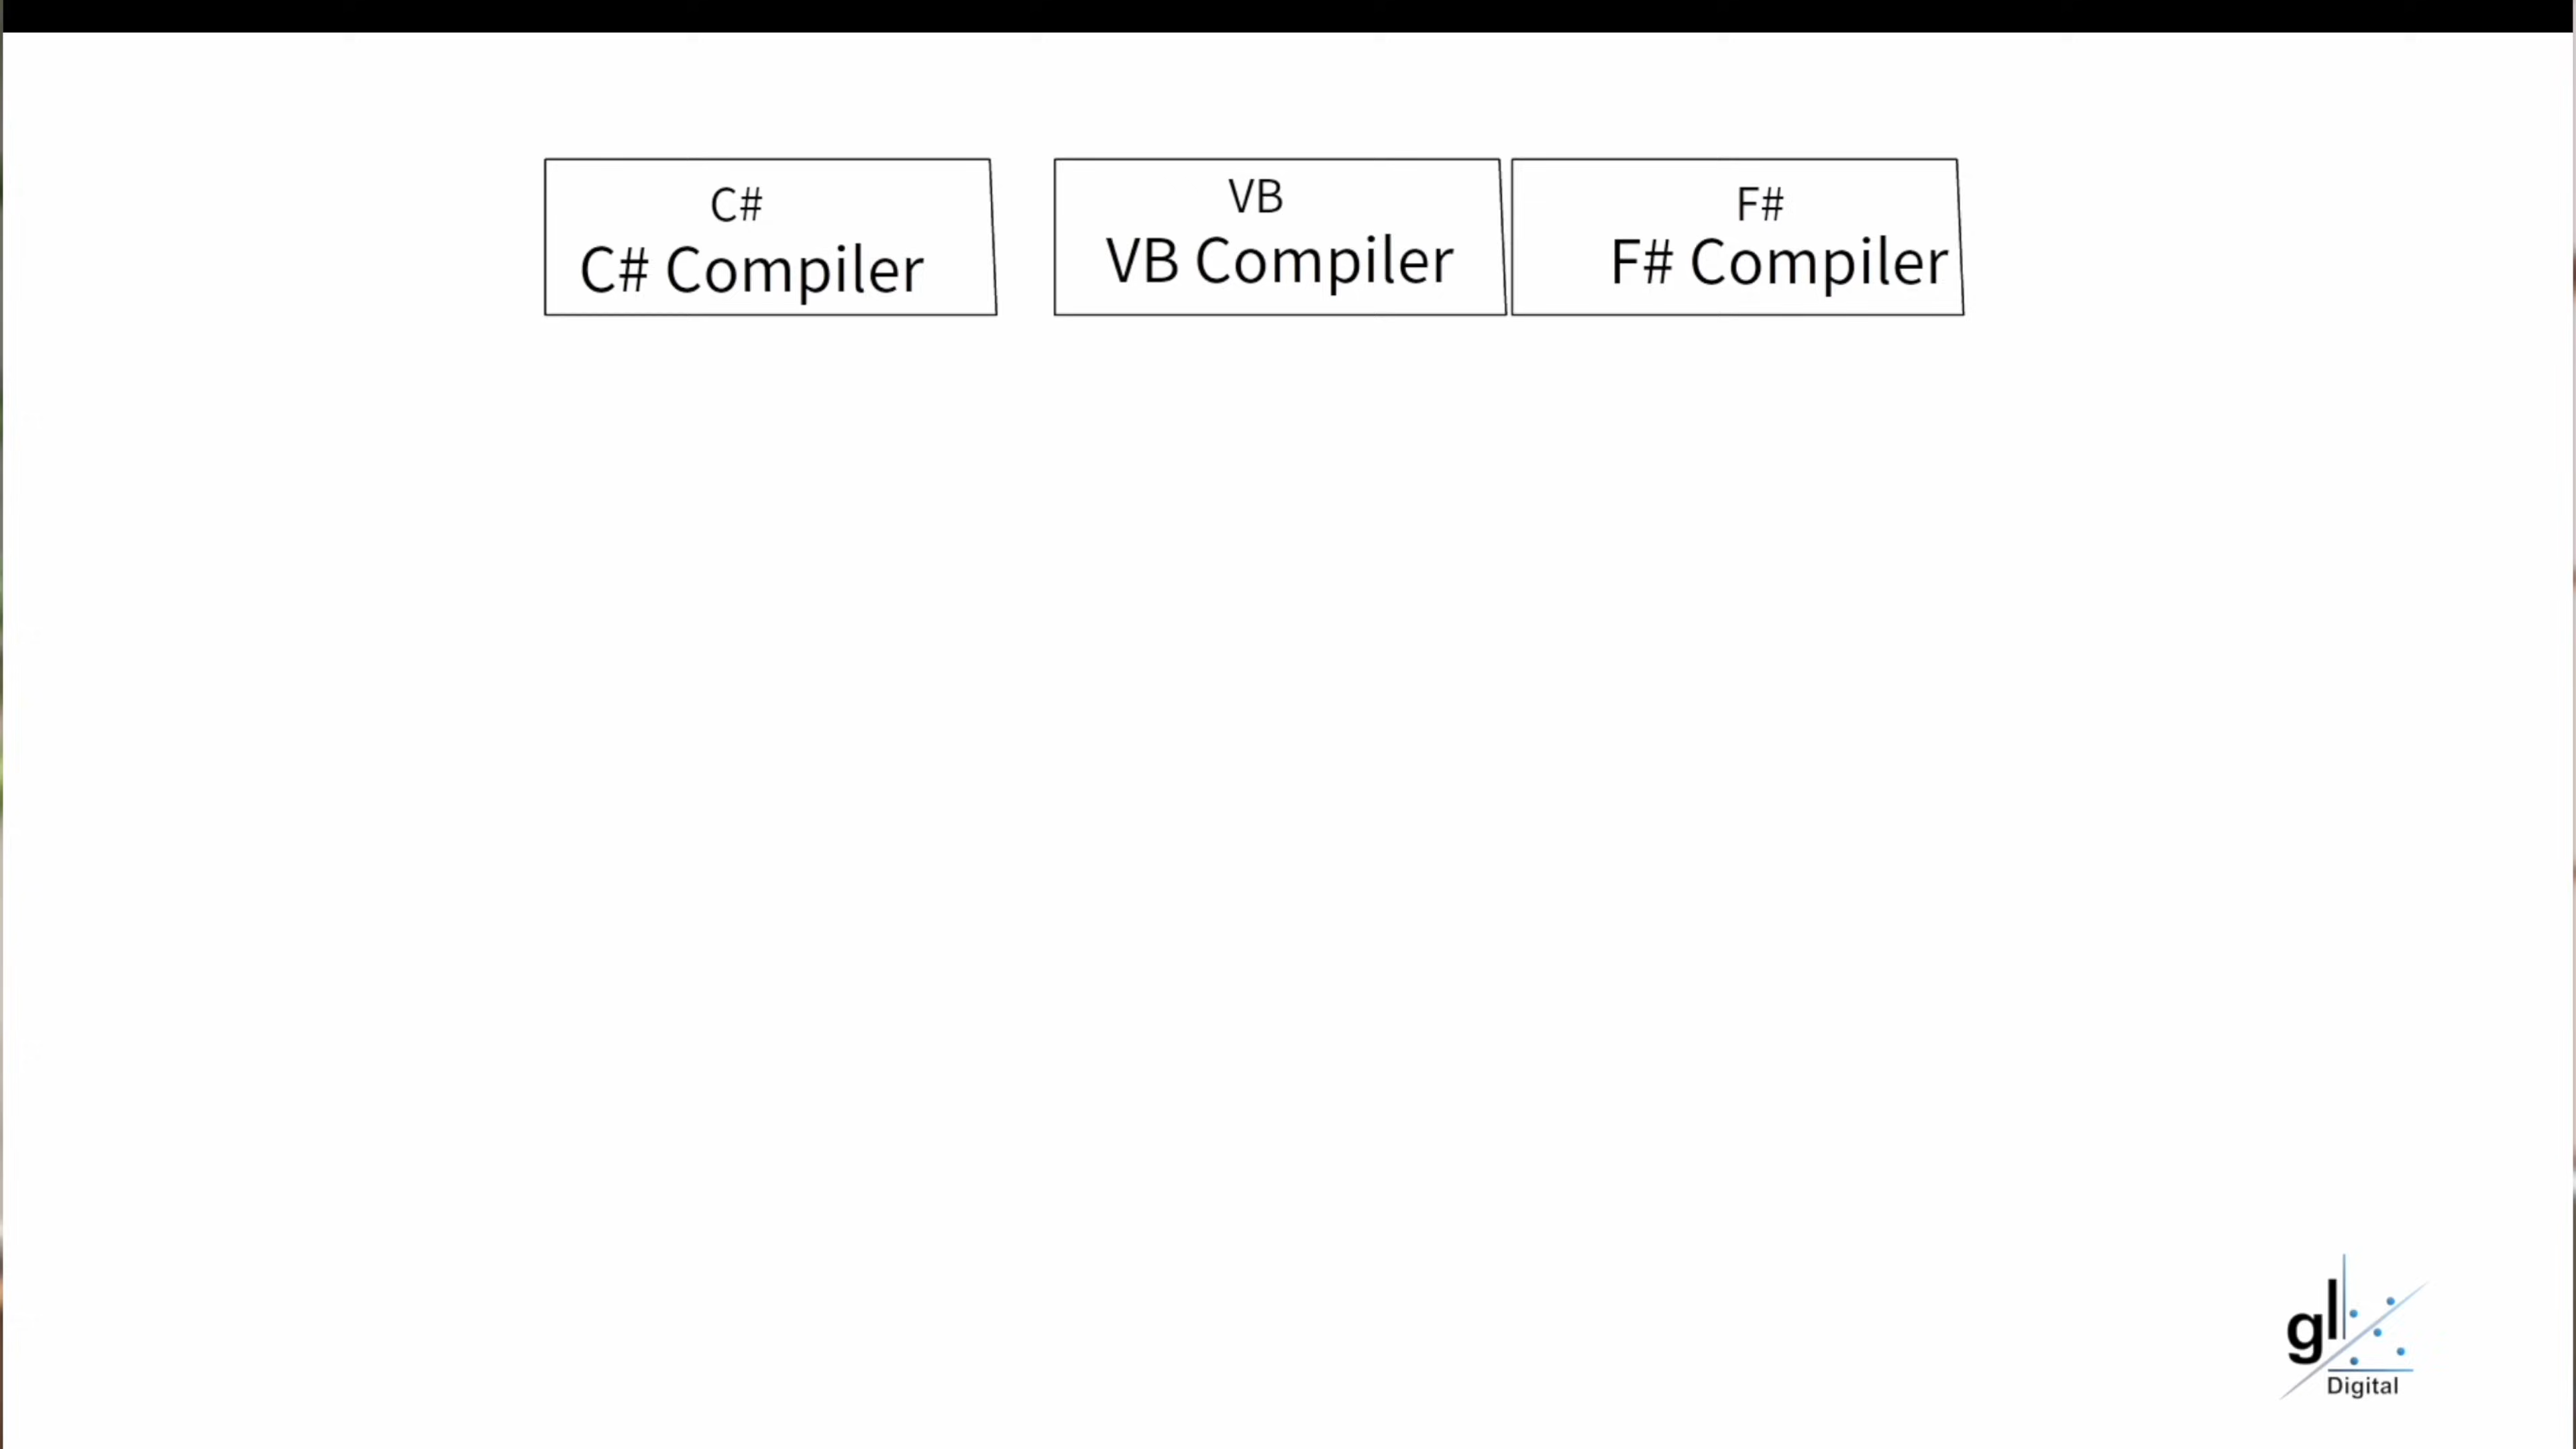 C#
C# Compiler
VB
VB Compiler
F#
F# Compiler
gl
Digital